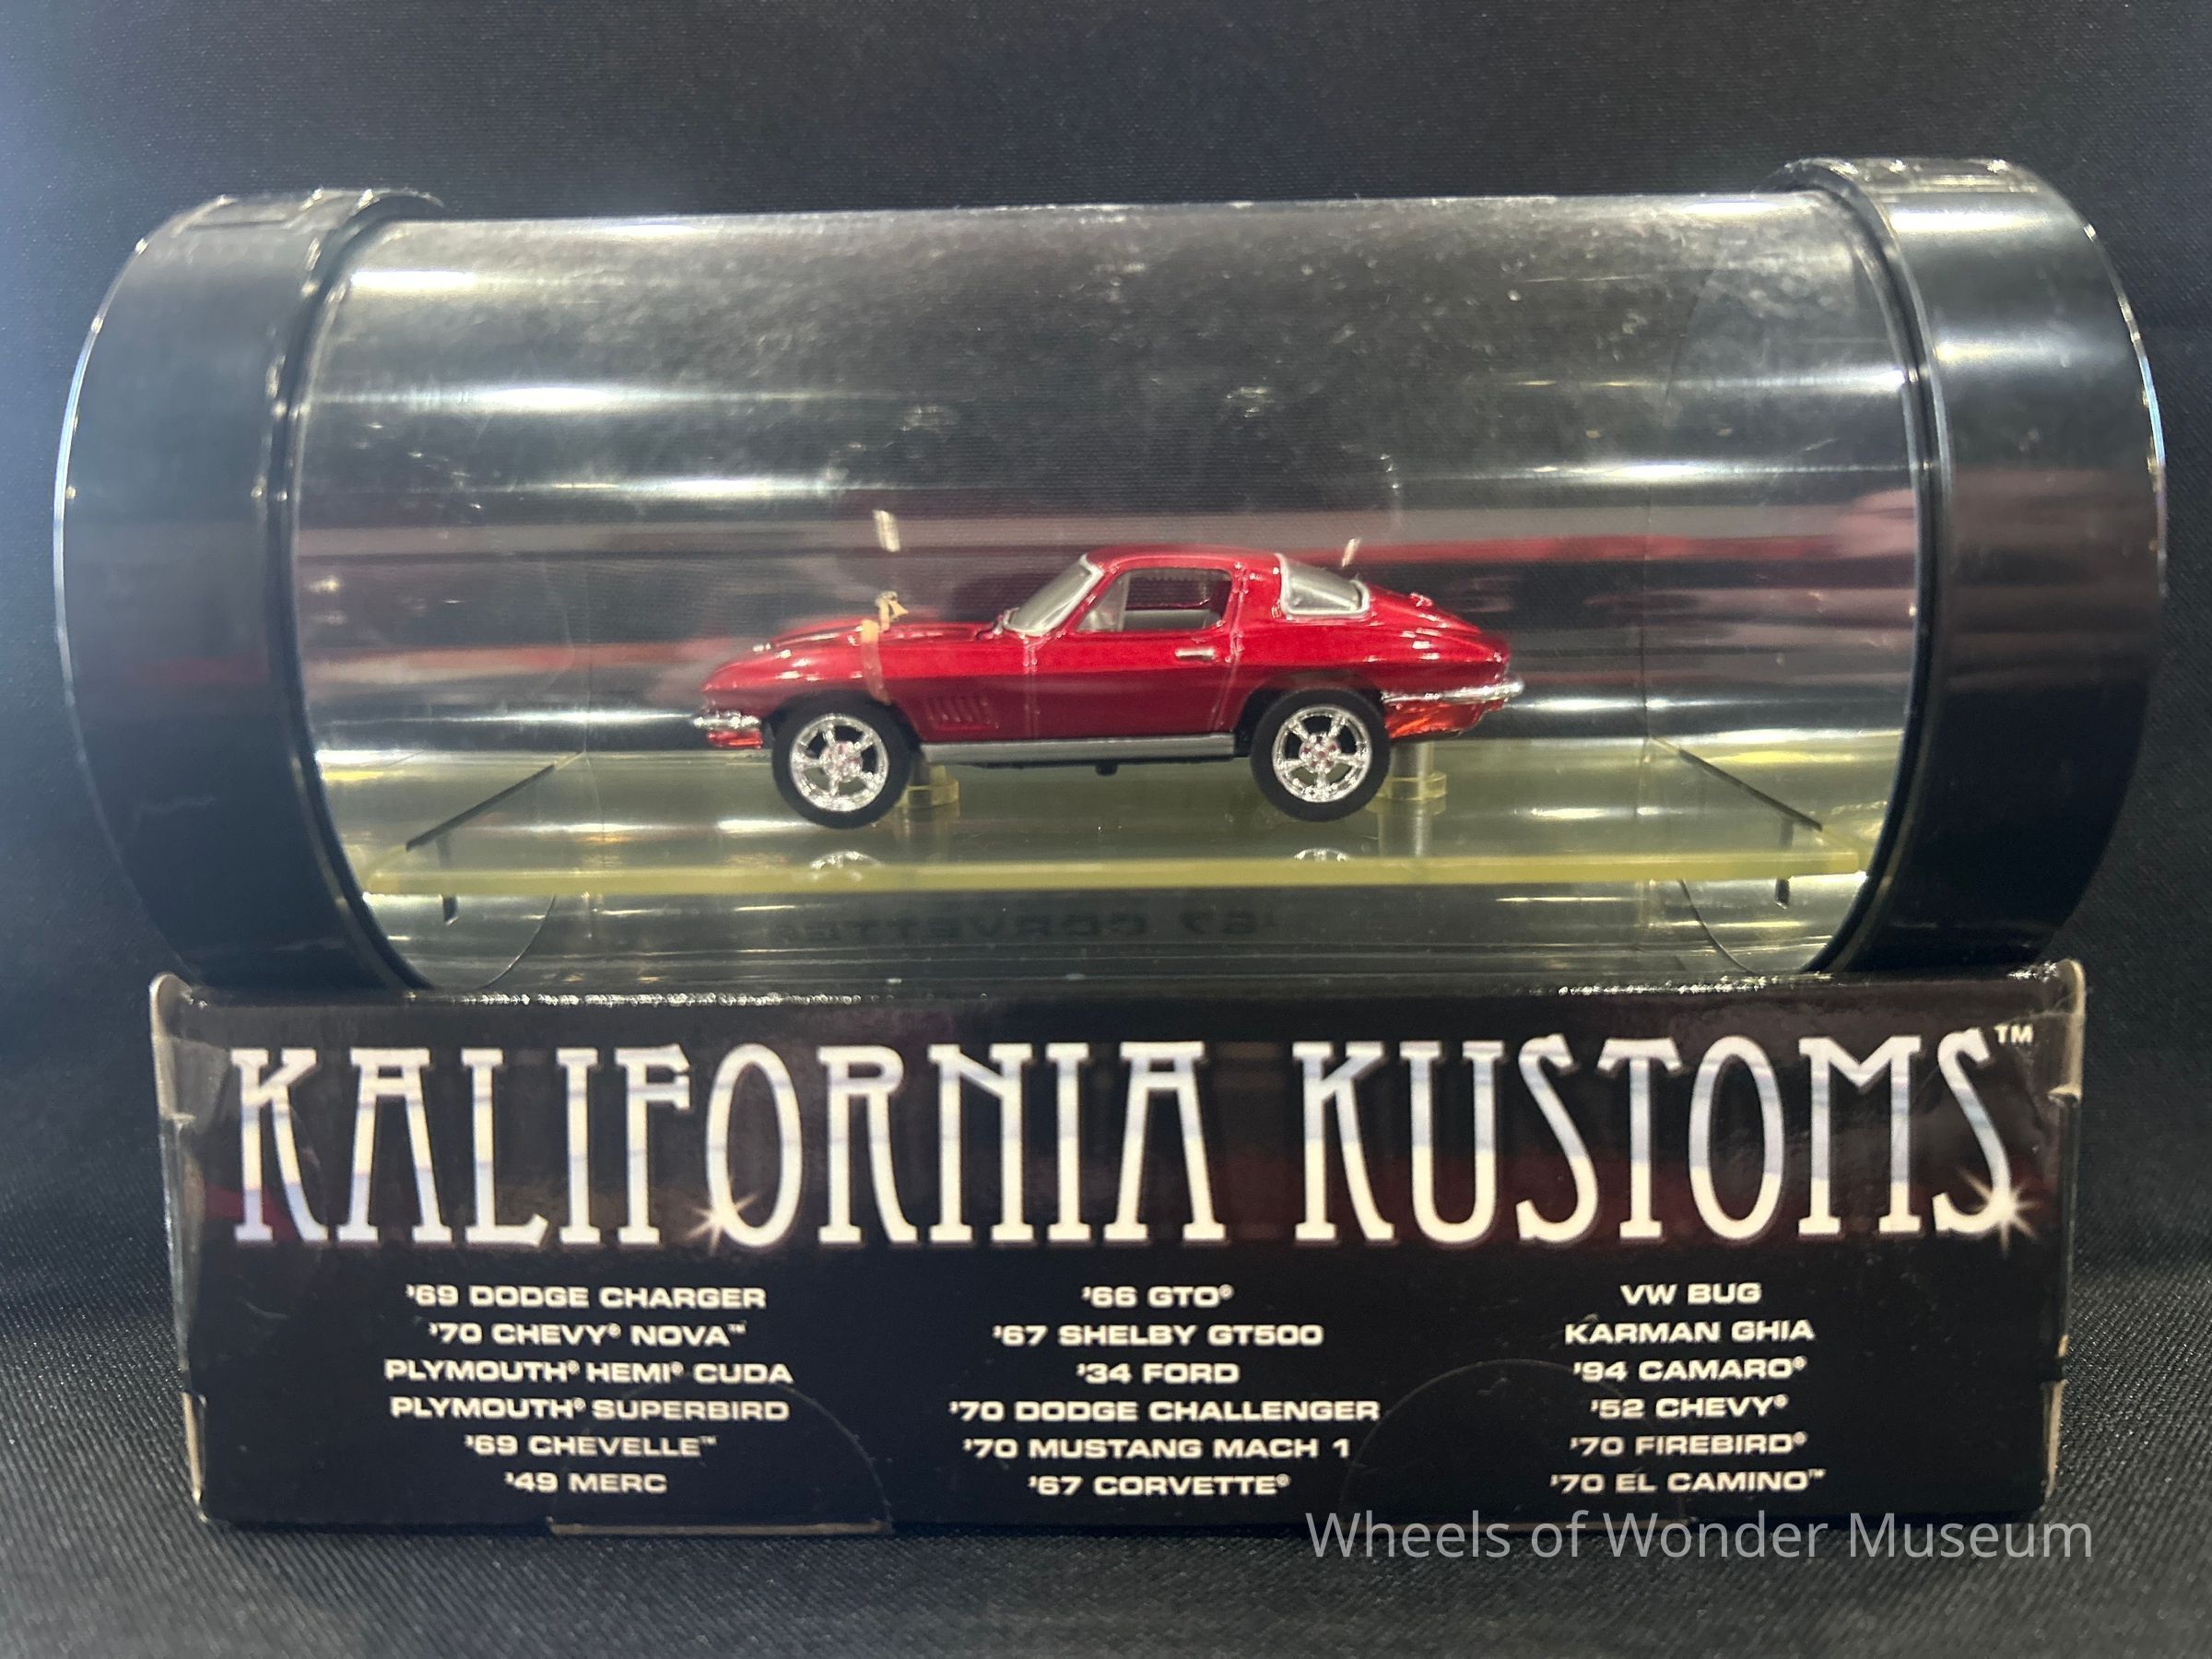 '67 CORVETTE
KALIFORNIA KUSTOMS™
'69 DODGE CHARGER
'70 CHEVY® NOVA™
PLYMOUTH® HEMI® CUDA
PLYMOUTH® SUPERBIRD
'69 CHEVELLE™
'49 MERC
'66 GTO®
'67 SHELBY GT500
'34 FORD
'70 DODGE CHALLENGER
'70 MUSTANG MACH 1
'67 CORVETTE®
VW BUG
KARMAN GHIA
'94 CAMARO®
'52 CHEVY®
'70 FIREBIRD®
'70 EL CAMINO™
Wheels of Wonder Museum